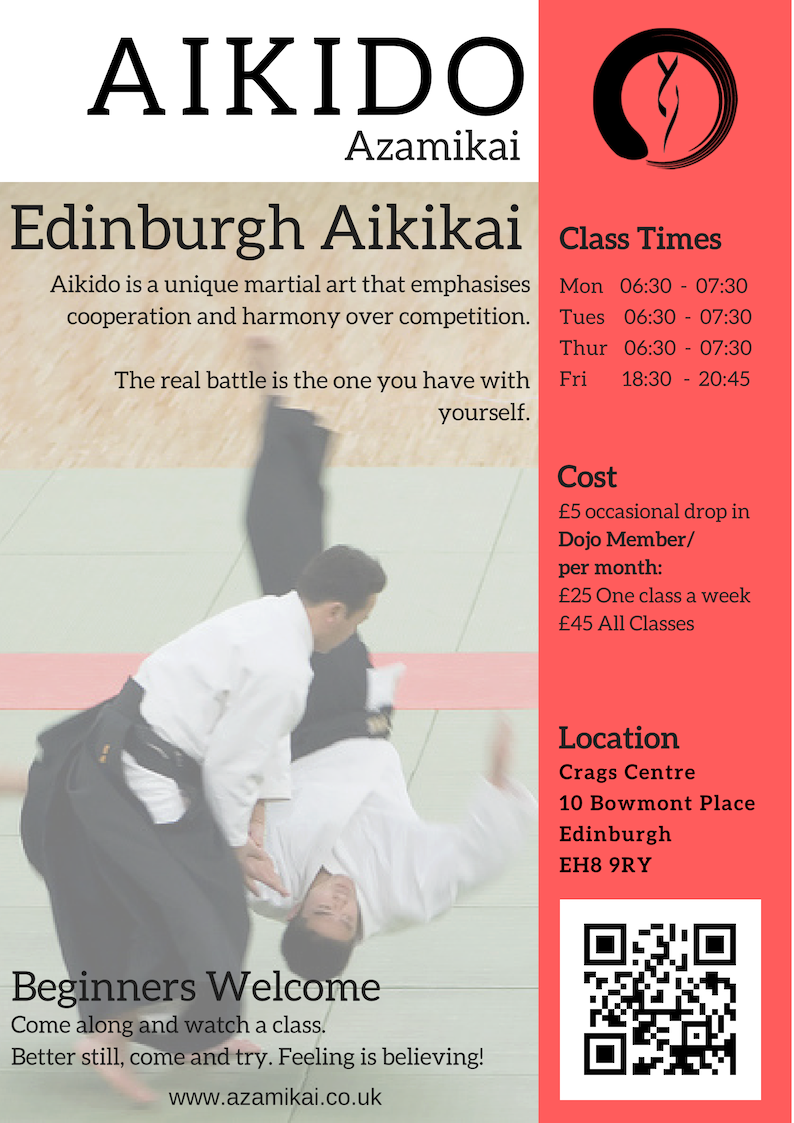 AIKIDO
Azamikai
Edinburgh Aikikai
Aikido is a unique martial art that emphasises
cooperation and harmony over competition.
The real battle is the one you have with
yourself.
Beginners Welcome
Come along and watch a class.
Better still, come and try. Feeling is believing!
www.azamikai.co.uk
Class Times
Mon 06:30 - 07:30
Tues 06:30 - 07:30
Thur 06:30 - 07:30
Fri 18:30 - 20:45
Cost
£5 occasional drop in
Dojo Member/
per month:
£25 One class a week
£45 All Classes
Location
Crags Centre
10 Bowmont Place
Edinburgh
EH8 9RY